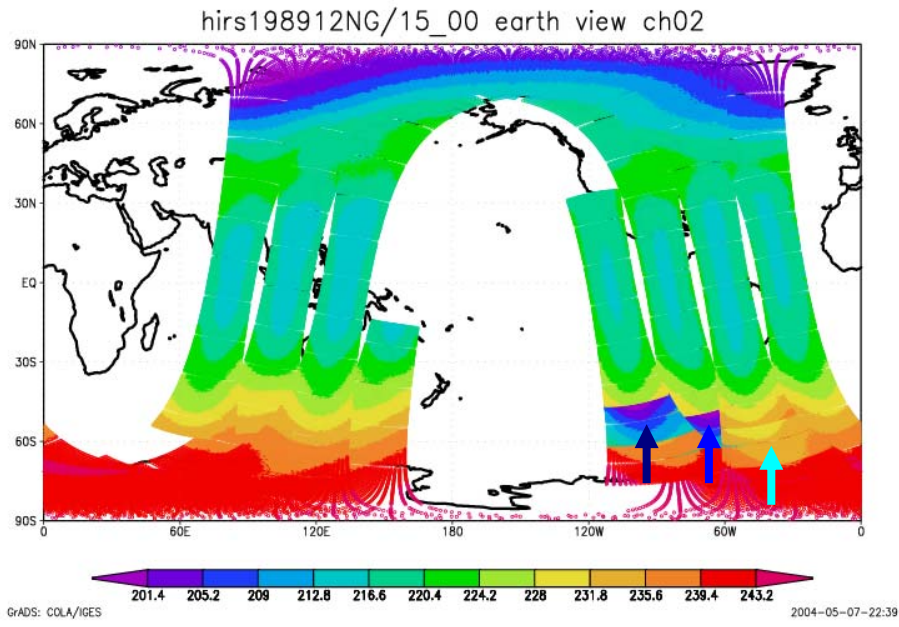 hirs198912NG/15_00 earth view ch02
90N
60N
30N
EQ
30S
60S
90S
0 60E 120E 180 120W 60W 0
201.4 205.2 209 212.8 216.6 220.4 224.2 228 231.8 235.6 239.4 243.2
GrADS: COLA/IGES 2004-05-07-22:39